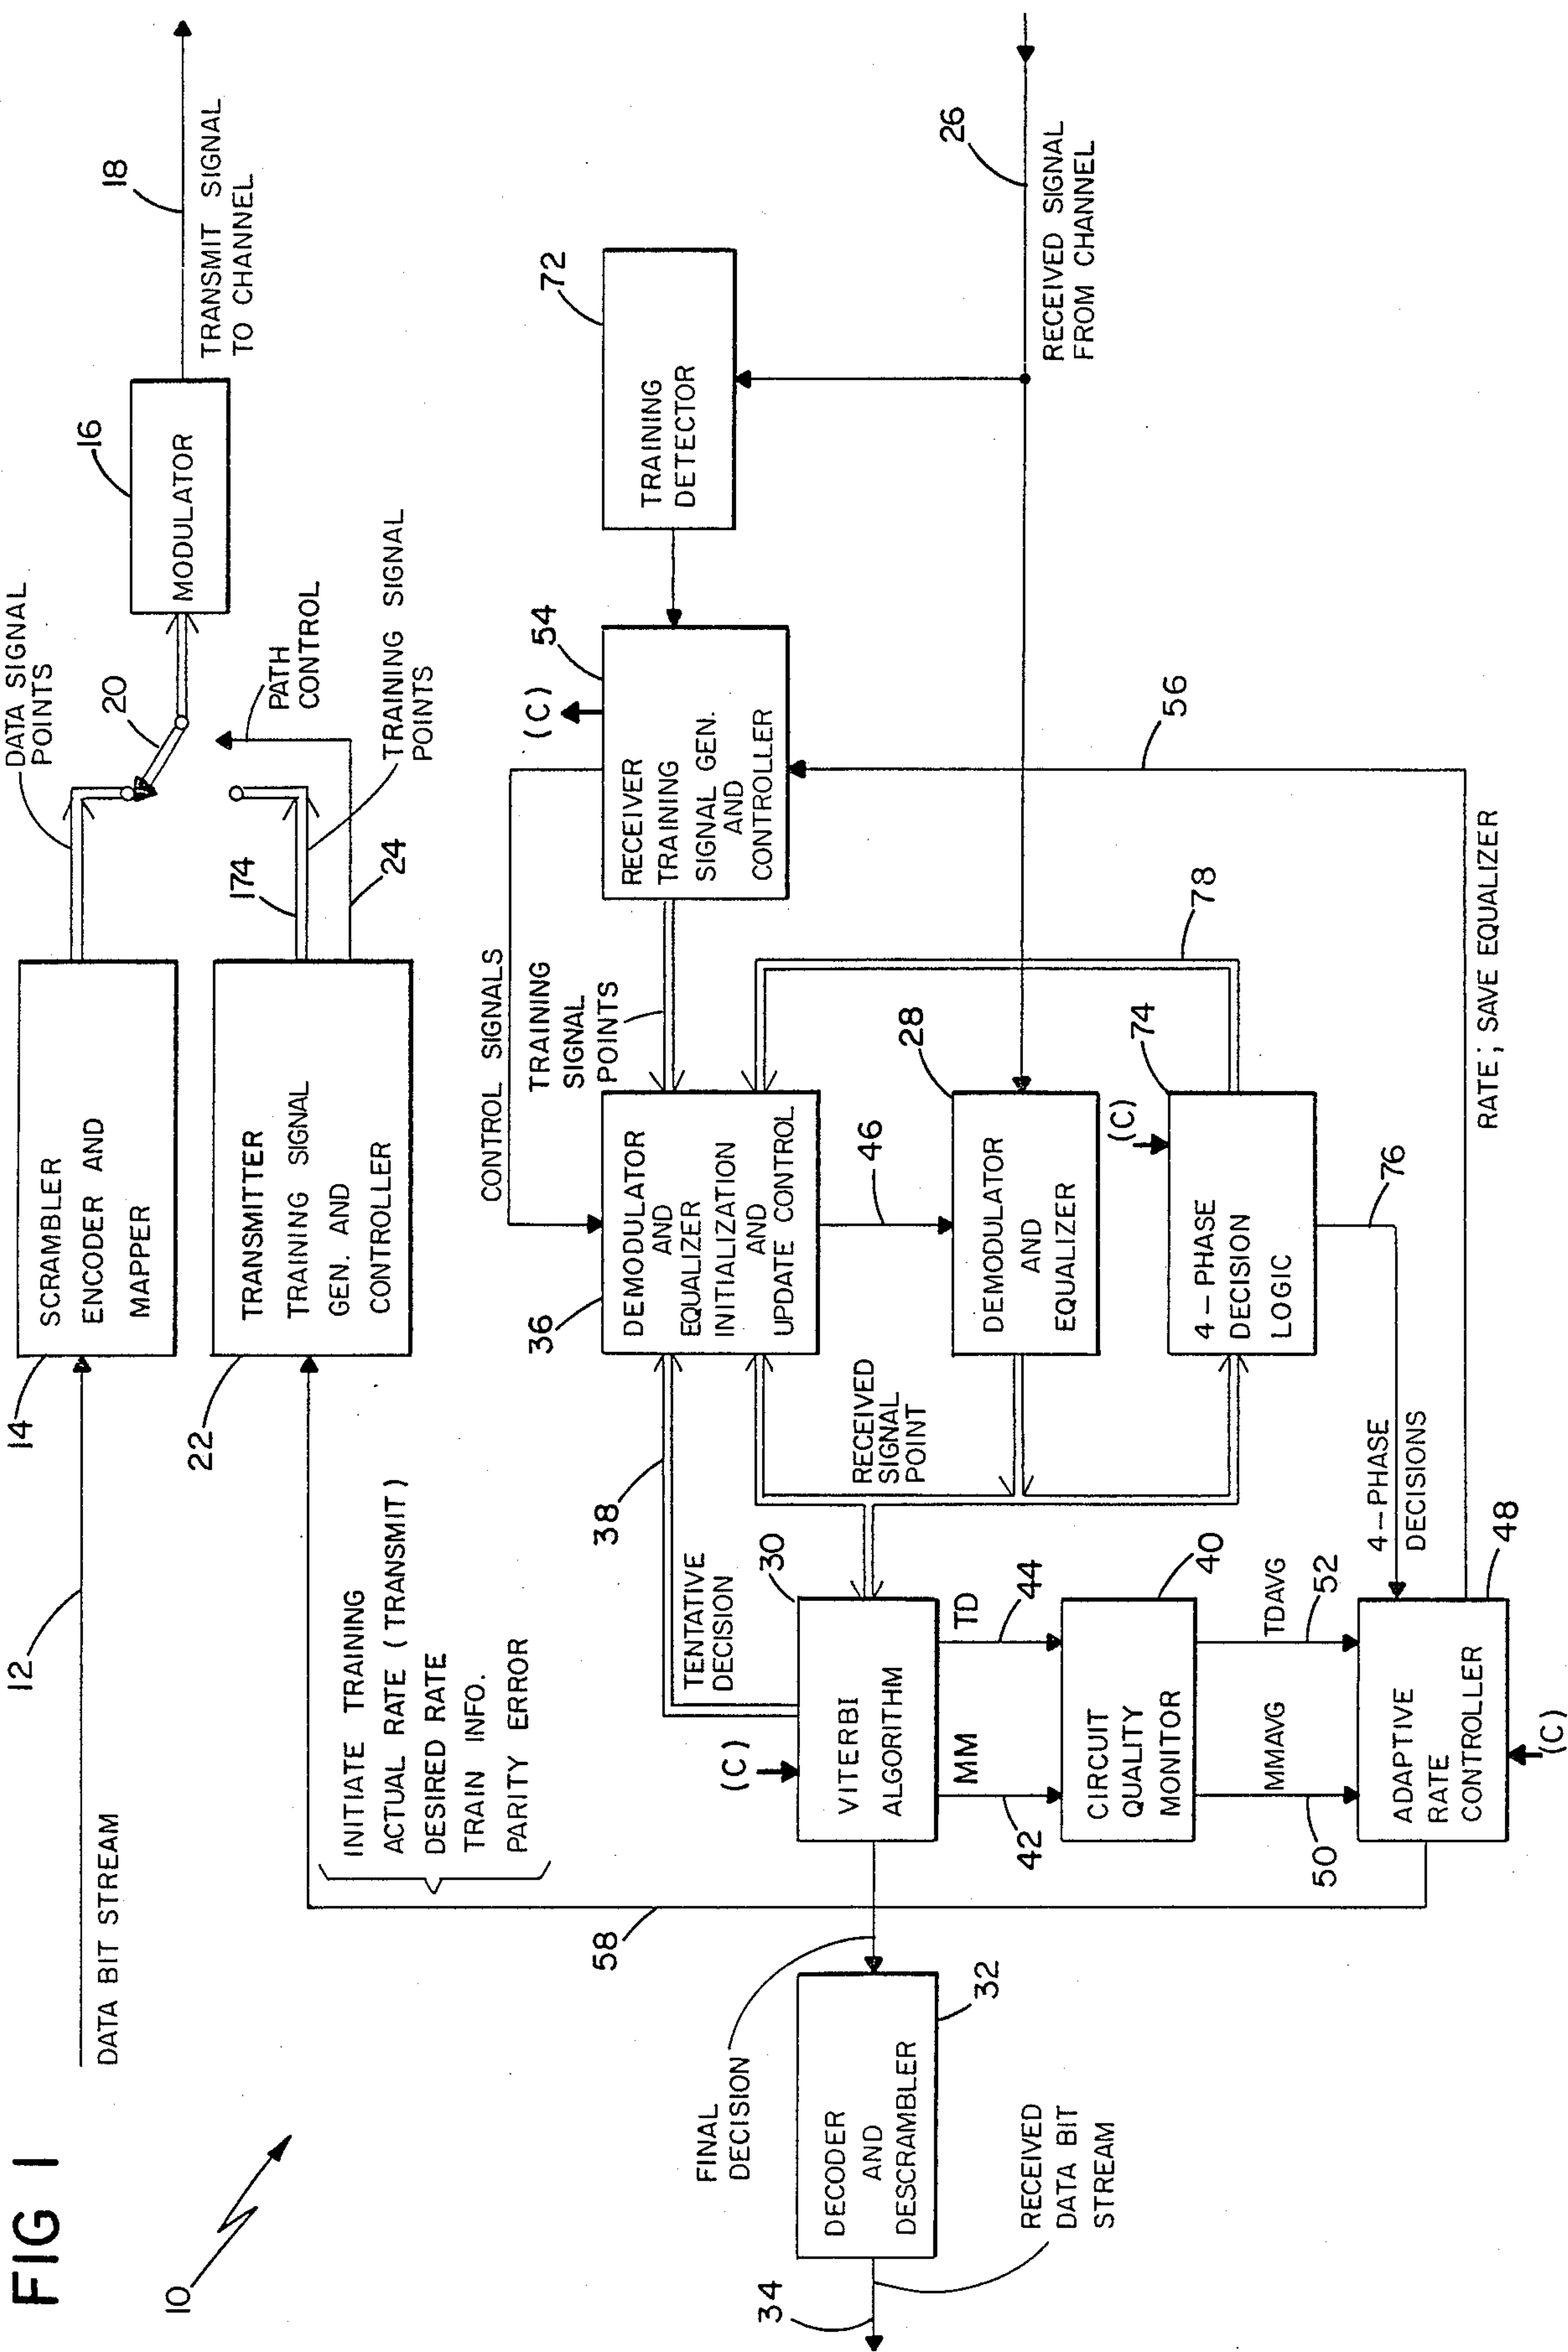 FIG 1
10
DATA BIT STREAM
12
14
SCRAMBLER
ENCODER AND
MAPPER
DATA SIGNAL
POINTS
20
16
MODULATOR
18
TRANSMIT SIGNAL
TO CHANNEL
22
TRANSMITTER
TRAINING SIGNAL
GEN. AND
CONTROLLER
174
24
PATH
CONTROL
TRAINING SIGNAL
POINTS
INITIATE TRAINING
ACTUAL RATE (TRANSMIT)
DESIRED RATE
TRAIN INFO.
PARITY ERROR
58
CONTROL SIGNALS
TRAINING
SIGNAL
POINTS
(C)
54
RECEIVER
TRAINING
SIGNAL GEN.
AND
CONTROLLER
72
TRAINING
DETECTOR
26
RECEIVED SIGNAL
FROM CHANNEL
36
DEMODULATOR
AND
EQUALIZER
INITIALIZATION
AND
UPDATE CONTROL
38
TENTATIVE
DECISION
46
RECEIVED
SIGNAL
POINT
28
DEMODULATOR
AND
EQUALIZER
78
56
FINAL
DECISION
DECODER
AND
DESCRAMBLER
32
34
RECEIVED
DATA BIT
STREAM
(C)
30
VITERBI
ALGORITHM
MM
TD
42
44
CIRCUIT
QUALITY
MONITOR
40
(C)
74
4-PHASE
DECISION
LOGIC
76
MMAVG
TDAVG
50
52
4-PHASE
DECISIONS
ADAPTIVE
RATE
CONTROLLER
48
(C)
RATE; SAVE EQUALIZER